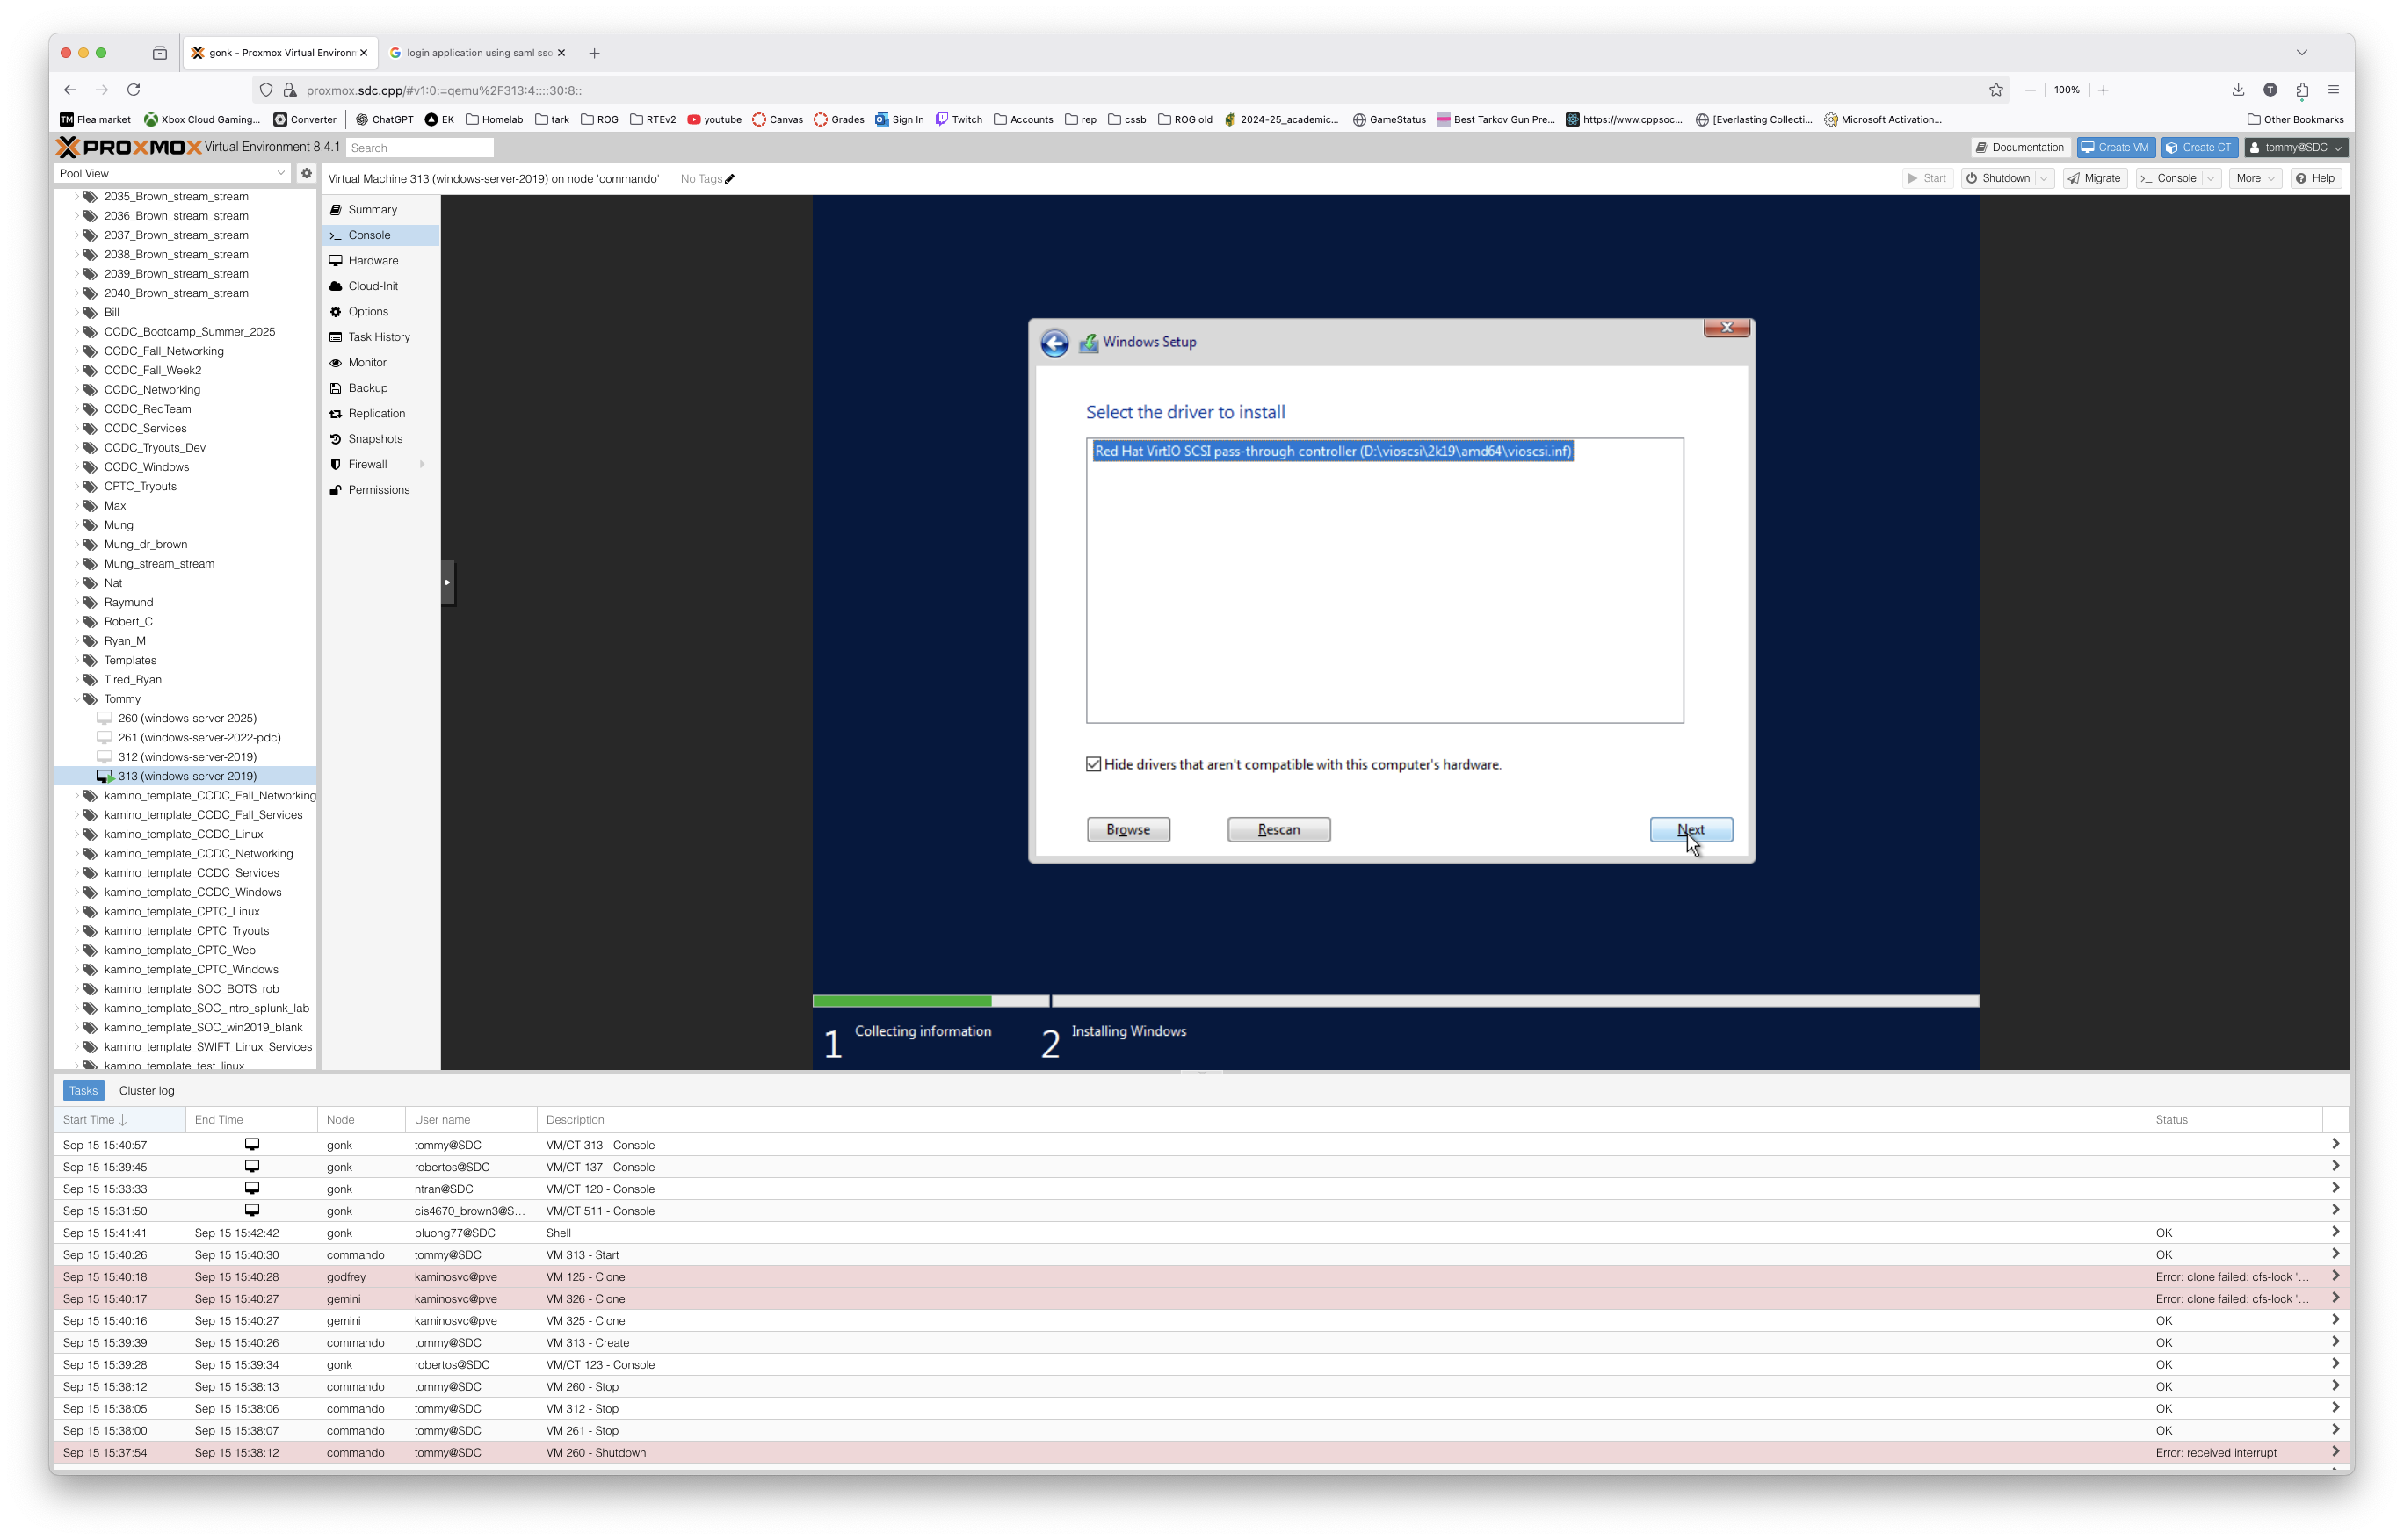 gonk - Proxmox Virtual Environm
login application using saml sso
proxmox.sdc.cpp/#v1:0:=qemu%2F313:4::::30:8::
100%
Flea market
Xbox Cloud Gaming...
Converter
ChatGPT
EK
Homelab
tark
ROG
RTEv2
youtube
Canvas
Grades
Sign In
Twitch
Accounts
rep
cssb
ROG old
2024-25_academic...
GameStatus
Best Tarkov Gun Pre...
https://www.cppsoc...
[Everlasting Collecti...
Microsoft Activation...
Other Bookmarks
PROXMOX Virtual Environment 8.4.1
Search
Documentation
Create VM
Create CT
tommy@SDC
Pool View
Virtual Machine 313 (windows-server-2019) on node 'commando'
No Tags
Start
Shutdown
Migrate
Console
More
Help
2035_Brown_stream_stream
2036_Brown_stream_stream
2037_Brown_stream_stream
2038_Brown_stream_stream
2039_Brown_stream_stream
2040_Brown_stream_stream
Bill
CCDC_Bootcamp_Summer_2025
CCDC_Fall_Networking
CCDC_Fall_Week2
CCDC_Networking
CCDC_RedTeam
CCDC_Services
CCDC_Tryouts_Dev
CCDC_Windows
CPTC_Tryouts
Max
Mung
Mung_dr_brown
Mung_stream_stream
Nat
Raymund
Robert_C
Ryan_M
Templates
Tired_Ryan
Tommy
260 (windows-server-2025)
261 (windows-server-2022-pdc)
312 (windows-server-2019)
313 (windows-server-2019)
kamino_template_CCDC_Fall_Networking
kamino_template_CCDC_Fall_Services
kamino_template_CCDC_Linux
kamino_template_CCDC_Networking
kamino_template_CCDC_Services
kamino_template_CCDC_Windows
kamino_template_CPTC_Linux
kamino_template_CPTC_Tryouts
kamino_template_CPTC_Web
kamino_template_CPTC_Windows
kamino_template_SOC_BOTS_rob
kamino_template_SOC_intro_splunk_lab
kamino_template_SOC_win2019_blank
kamino_template_SWIFT_Linux_Services
kamino_template_test_linux
Summary
Console
Hardware
Cloud-Init
Options
Task History
Monitor
Backup
Replication
Snapshots
Firewall
Permissions
Windows Setup
Select the driver to install
Red Hat VirtIO SCSI pass-through controller (D:\vioscsi\2k19\amd64\vioscsi.inf)
Hide drivers that aren't compatible with this computer's hardware.
Browse
Rescan
Next
1 Collecting information
2 Installing Windows
Tasks
Cluster log
Start Time End Time Node User name Description Status
Sep 15 15:40:57 gonk tommy@SDC VM/CT 313 - Console
Sep 15 15:39:45 gonk robertos@SDC VM/CT 137 - Console
Sep 15 15:33:33 gonk ntran@SDC VM/CT 120 - Console
Sep 15 15:31:50 gonk cis4670_brown3@S... VM/CT 511 - Console
Sep 15 15:41:41 Sep 15 15:42:42 gonk bluong77@SDC Shell OK
Sep 15 15:40:26 Sep 15 15:40:30 commando tommy@SDC VM 313 - Start OK
Sep 15 15:40:18 Sep 15 15:40:28 godfrey kaminosvc@pve VM 125 - Clone Error: clone failed: cfs-lock '...
Sep 15 15:40:17 Sep 15 15:40:27 gemini kaminosvc@pve VM 326 - Clone Error: clone failed: cfs-lock '...
Sep 15 15:40:16 Sep 15 15:40:27 gemini kaminosvc@pve VM 325 - Clone OK
Sep 15 15:39:39 Sep 15 15:40:26 commando tommy@SDC VM 313 - Create OK
Sep 15 15:39:28 Sep 15 15:39:34 gonk robertos@SDC VM/CT 123 - Console OK
Sep 15 15:38:12 Sep 15 15:38:13 commando tommy@SDC VM 260 - Stop OK
Sep 15 15:38:05 Sep 15 15:38:06 commando tommy@SDC VM 312 - Stop OK
Sep 15 15:38:00 Sep 15 15:38:07 commando tommy@SDC VM 261 - Stop OK
Sep 15 15:37:54 Sep 15 15:38:12 commando tommy@SDC VM 260 - Shutdown Error: received interrupt